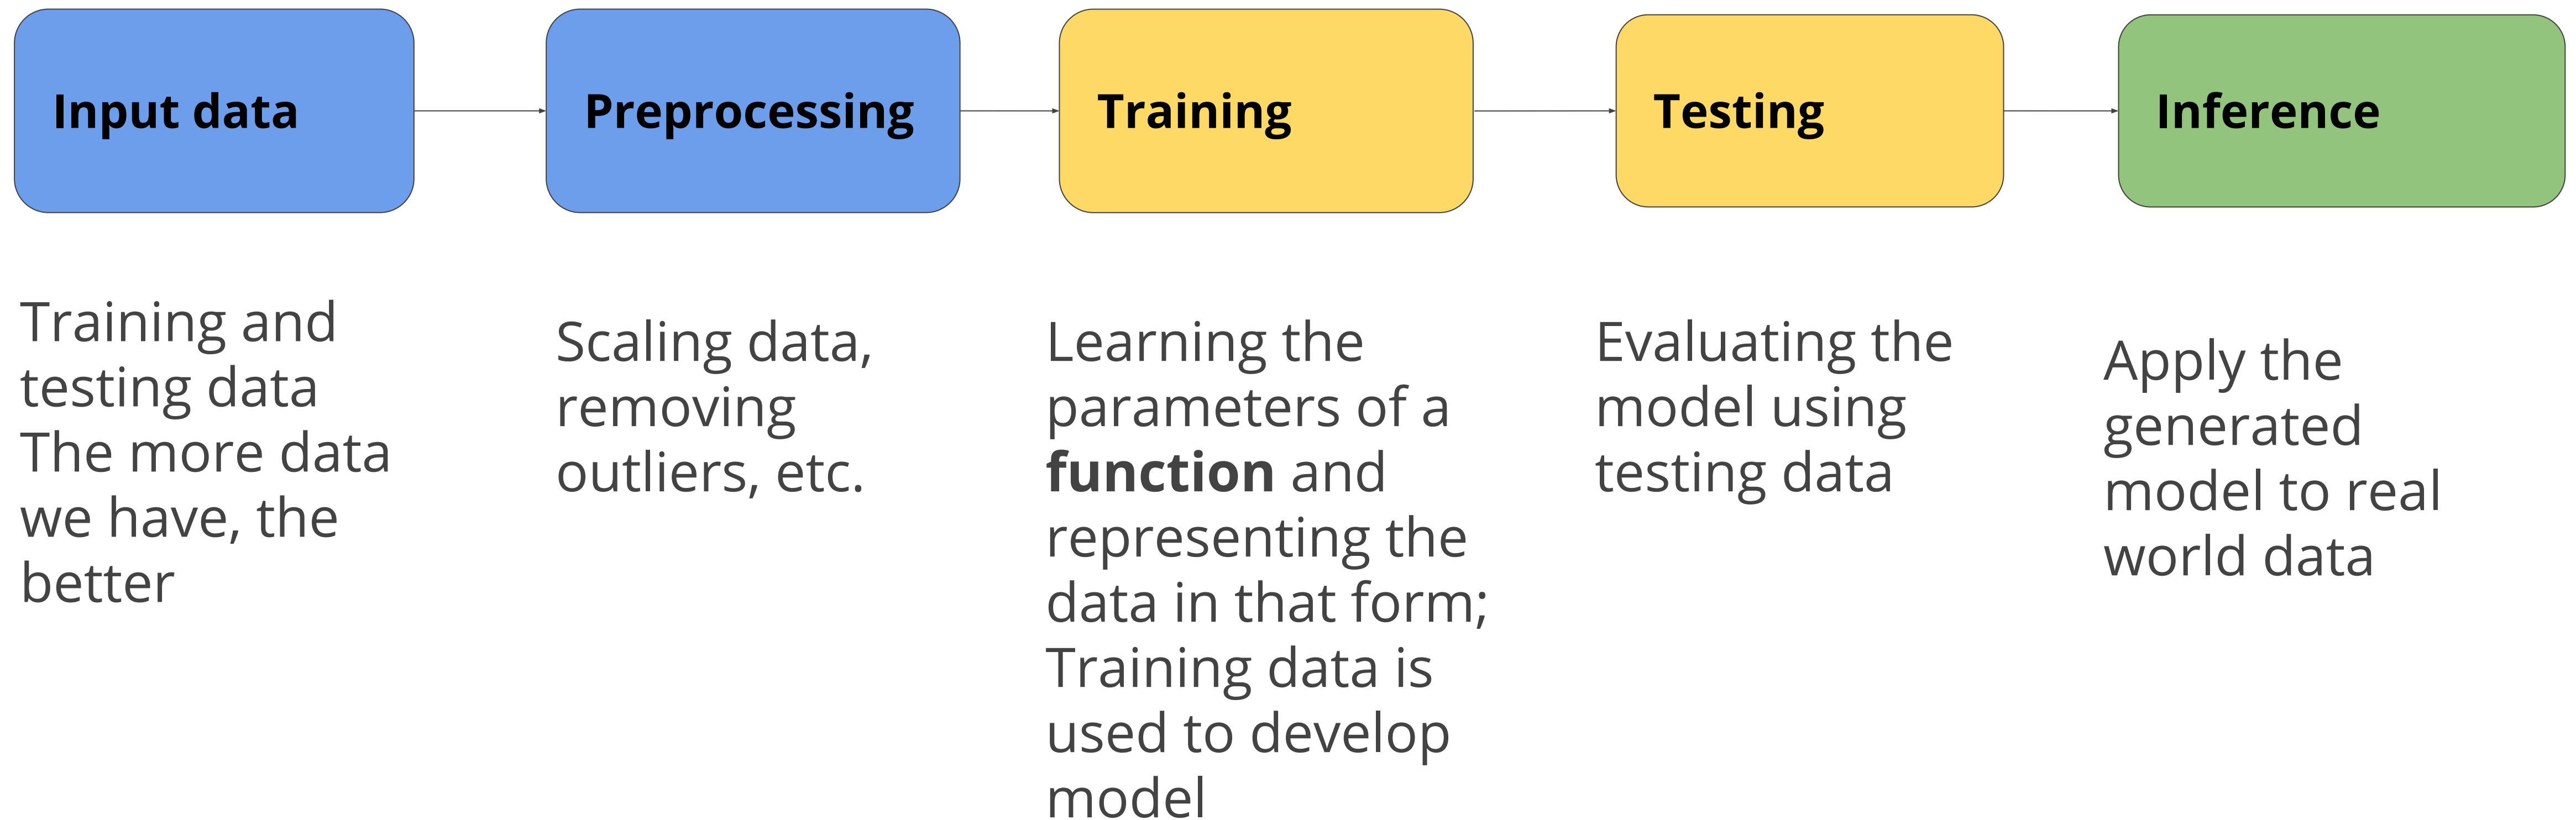 Input data
Preprocessing
Training
Testing
Inference
Training and
testing data
The more data
we have, the
better
Scaling data,
removing
outliers, etc.
Learning the
parameters of a
function and
representing the
data in that form;
Training data is
used to develop
model
Evaluating the
model using
testing data
Apply the
generated
model to real
world data